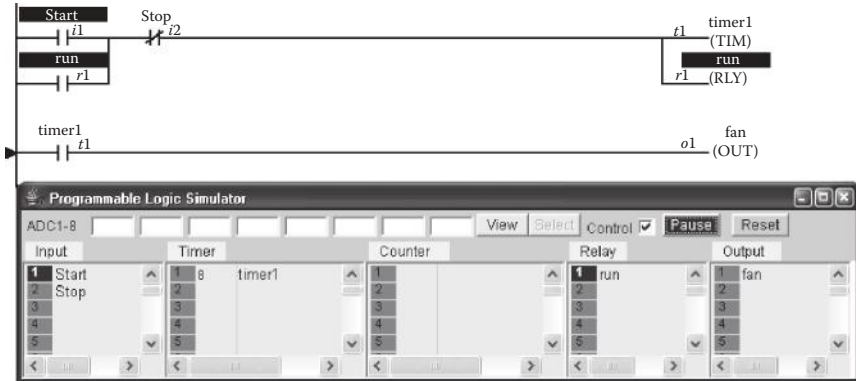 Start Stop timer1
i1 i2 t1 (TIM)
run run
r1 r1 (RLY)
timer1 fan
t1 o1 (OUT)
Programmable Logic Simulator
ADC1-8 View Select Control Pause Reset
Input Timer Counter Relay Output
1 Start 1 8 timer1 1 1 run 1 fan
2 Stop 2 2 2 2
3 3 3 3 3
4 4 4 4 4
5 5 5 5 5